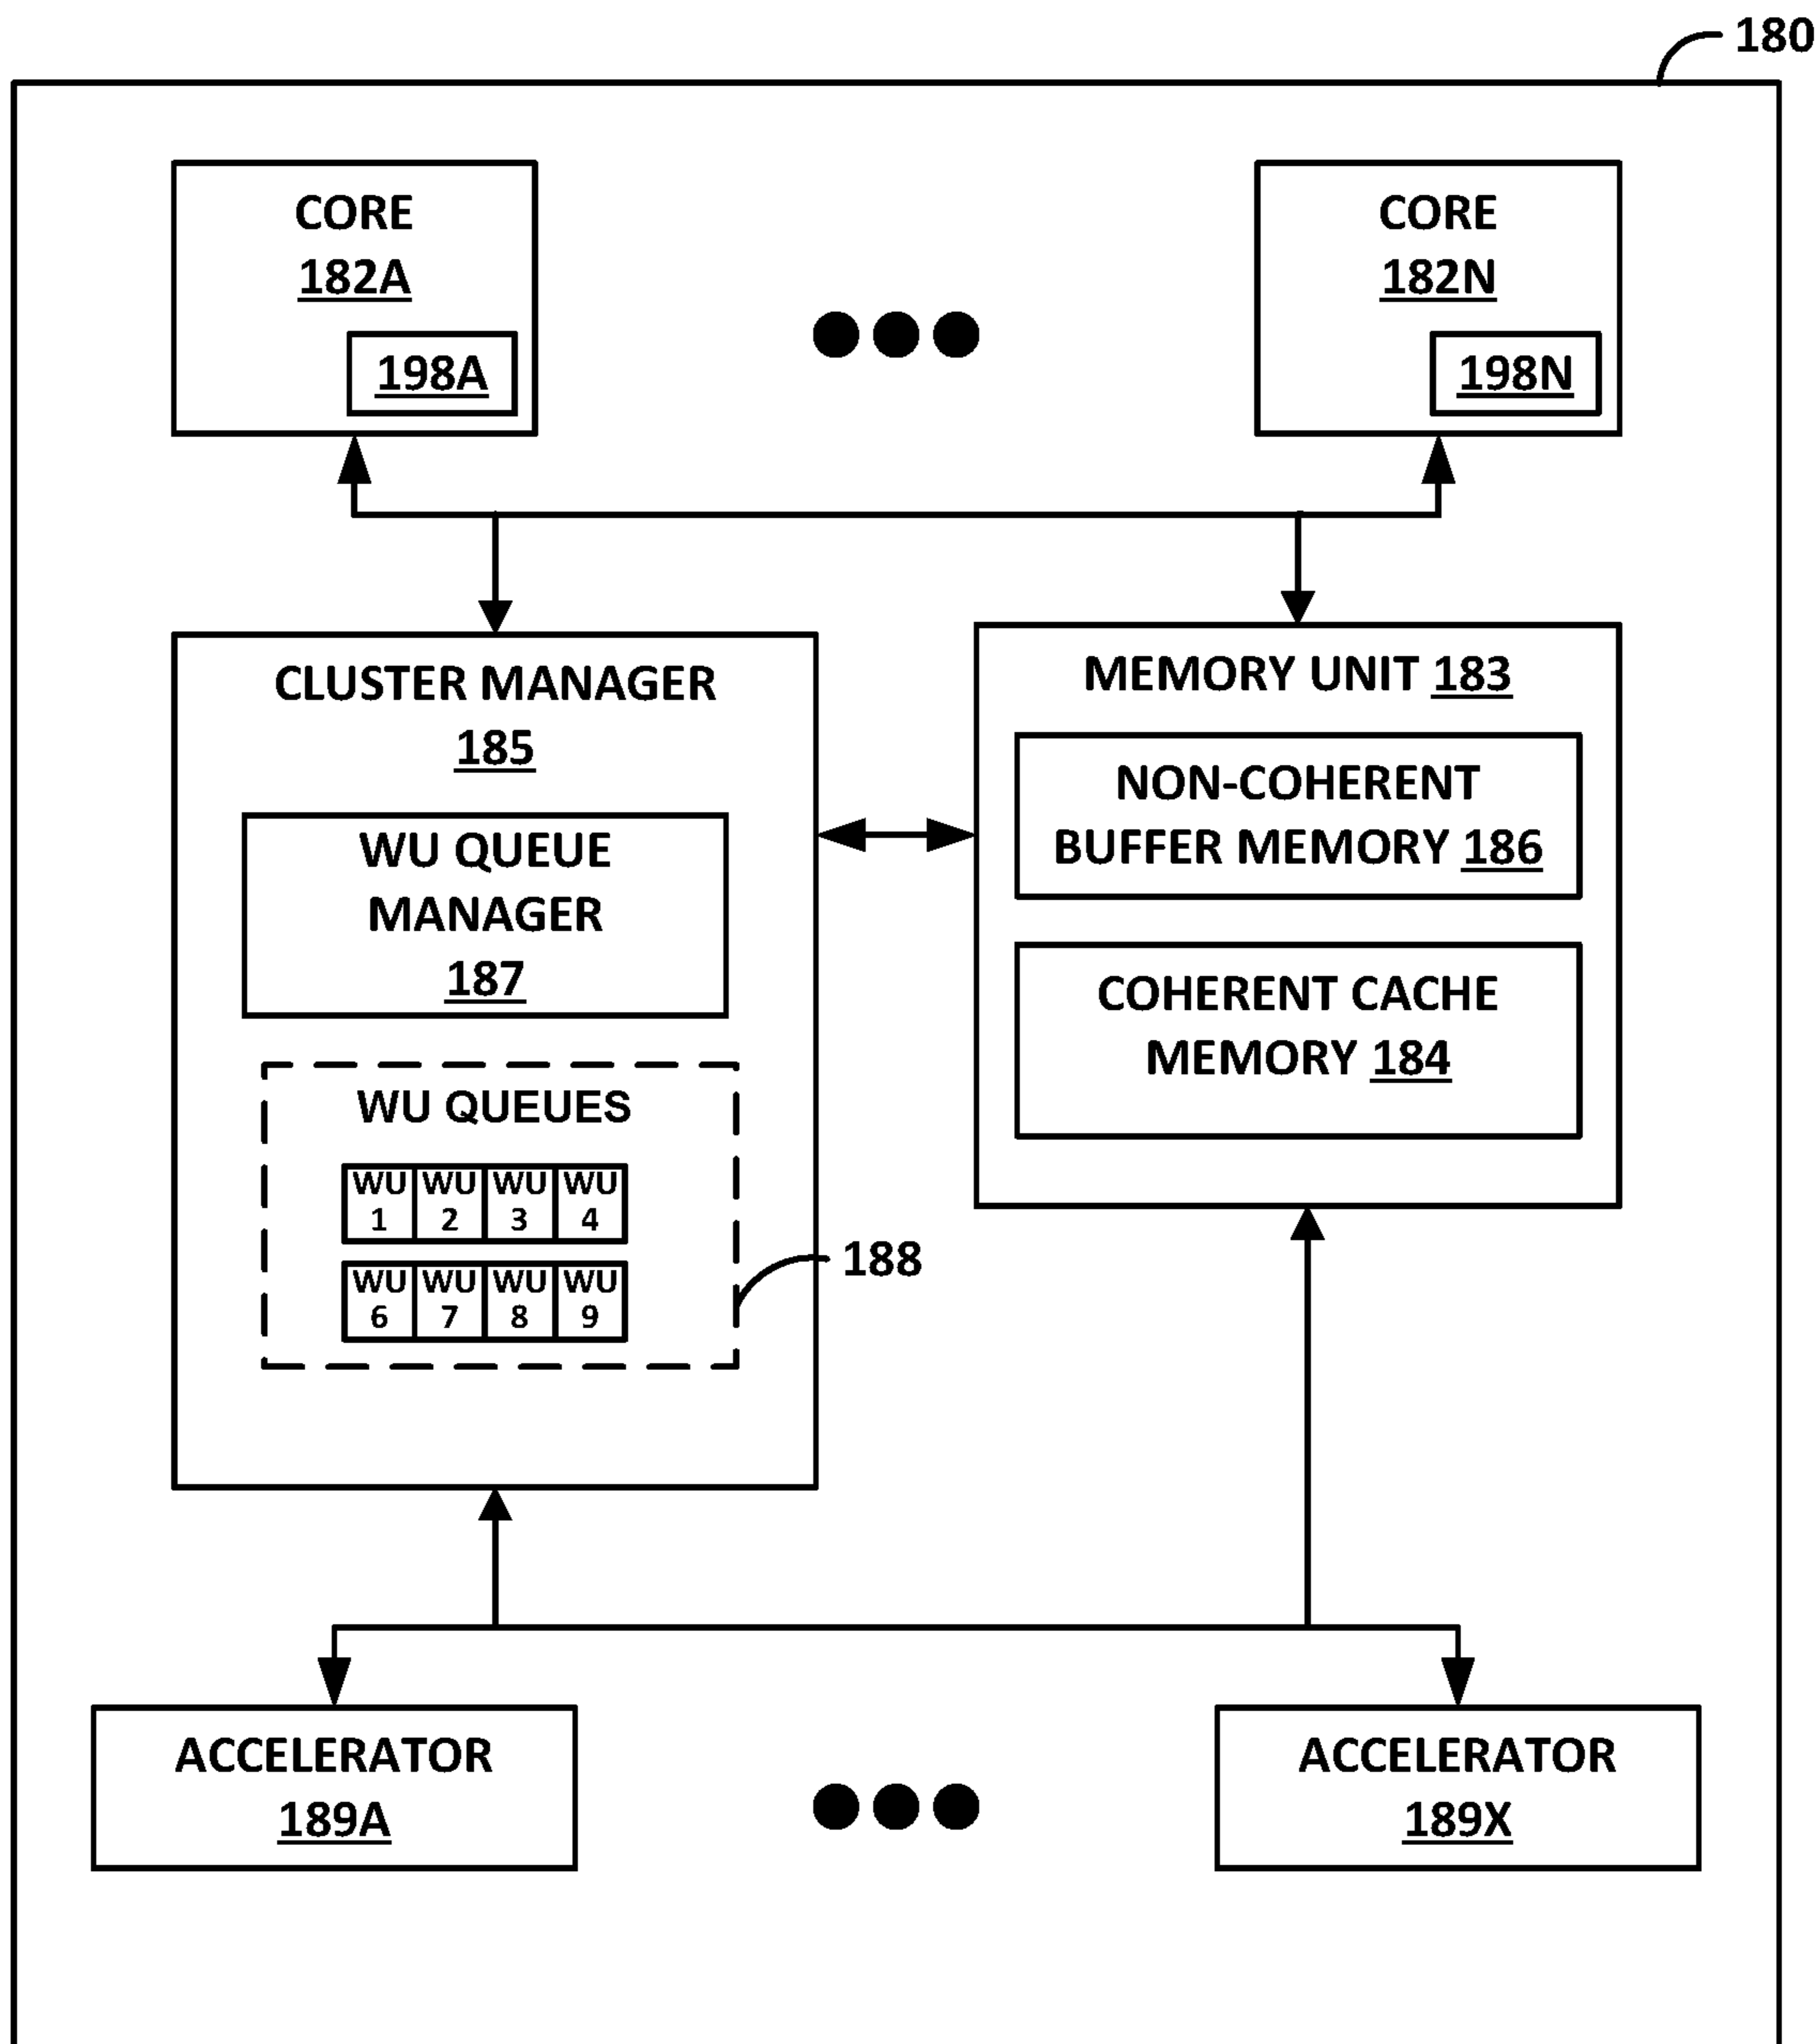 180
CORE
182A
198A
CORE
182N
198N
CLUSTER MANAGER
185
WU QUEUE
MANAGER
187
WU QUEUES
WU WU WU WU
1 2 3 4
WU WU WU WU
6 7 8 9
188
MEMORY UNIT 183
NON-COHERENT
BUFFER MEMORY 186
COHERENT CACHE
MEMORY 184
ACCELERATOR
189A
ACCELERATOR
189X